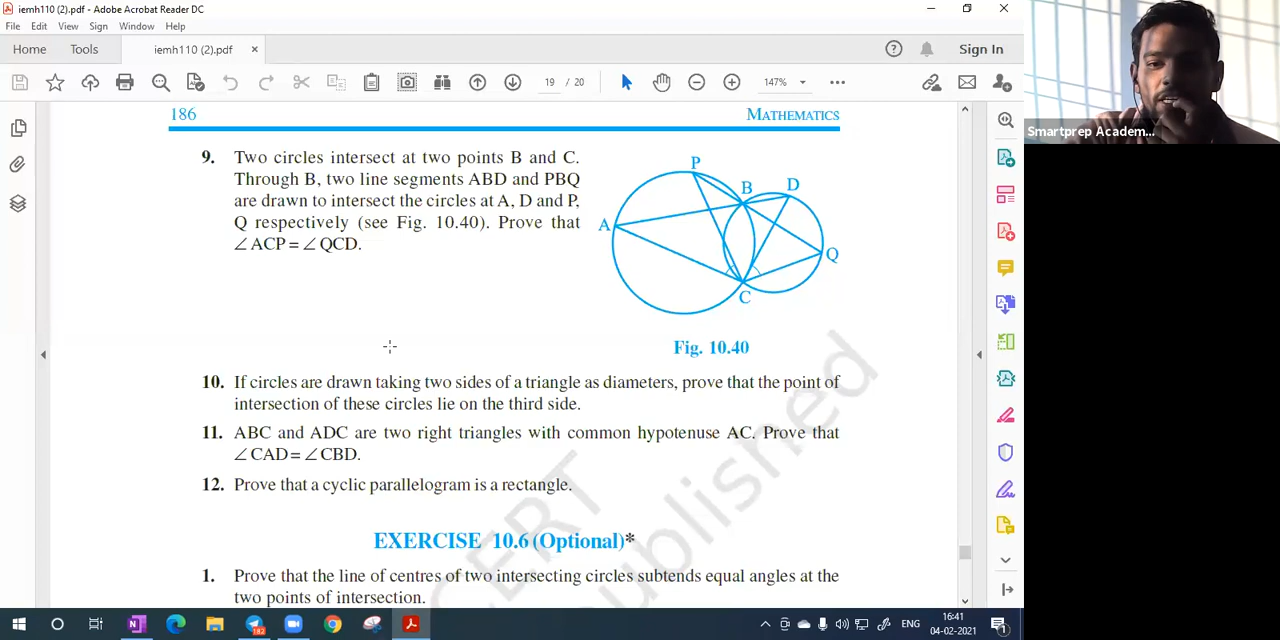 iemh110 (2).pdf - Adobe Acrobat Reader DC
File Edit View Sign Window Help
Home Tools iemh110 (2).pdf × Sign In
19 / 20 147%
Smartprep Academ...
186 MATHEMATICS
9. Two circles intersect at two points B and C.
Through B, two line segments ABD and PBQ
are drawn to intersect the circles at A, D and P,
Q respectively (see Fig. 10.40). Prove that
∠ACP = ∠QCD.
P
B
D
A
Q
C
Fig. 10.40
10. If circles are drawn taking two sides of a triangle as diameters, prove that the point of
intersection of these circles lie on the third side.
11. ABC and ADC are two right triangles with common hypotenuse AC. Prove that
∠CAD = ∠CBD.
12. Prove that a cyclic parallelogram is a rectangle.
EXERCISE 10.6 (Optional)*
1. Prove that the line of centres of two intersecting circles subtends equal angles at the
two points of intersection.
CERT
published
182
ENG
16:41
04-02-2021
1